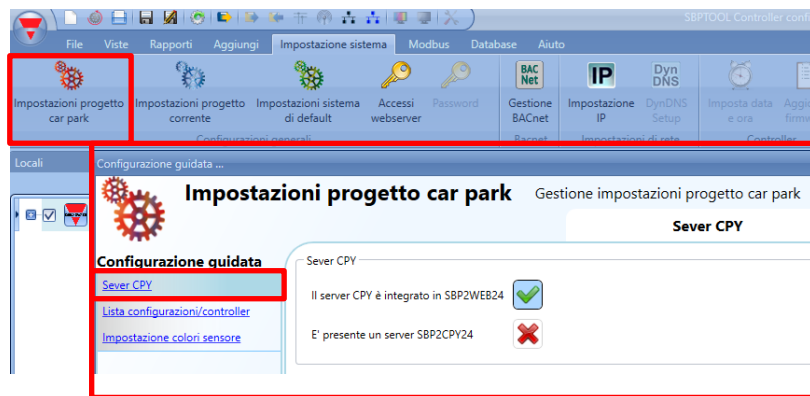 SBPTOOL Controller conf
File Viste Rapporti Aggiungi Impostazione sistema Modbus Database Aiuto
BAC Net IP Dyn DNS
Impostazioni progetto car park Impostazioni progetto corrente Impostazioni sistema di default Accessi webserver Password Gestione BACnet Impostazione IP DynDNS Setup Imposta data e ora
Configurazioni generali Bacnet Impostazioni di rete Contro
Locali
Configurazione guidata ...
Impostazioni progetto car park Gestione impostazioni progetto car park
Sever CPY
Configurazione guidata
Sever CPY
Lista configurazioni/controller
Impostazione colori sensore
Sever CPY
Il server CPY è integrato in SBP2WEB24
E' presente un server SBP2CPY24